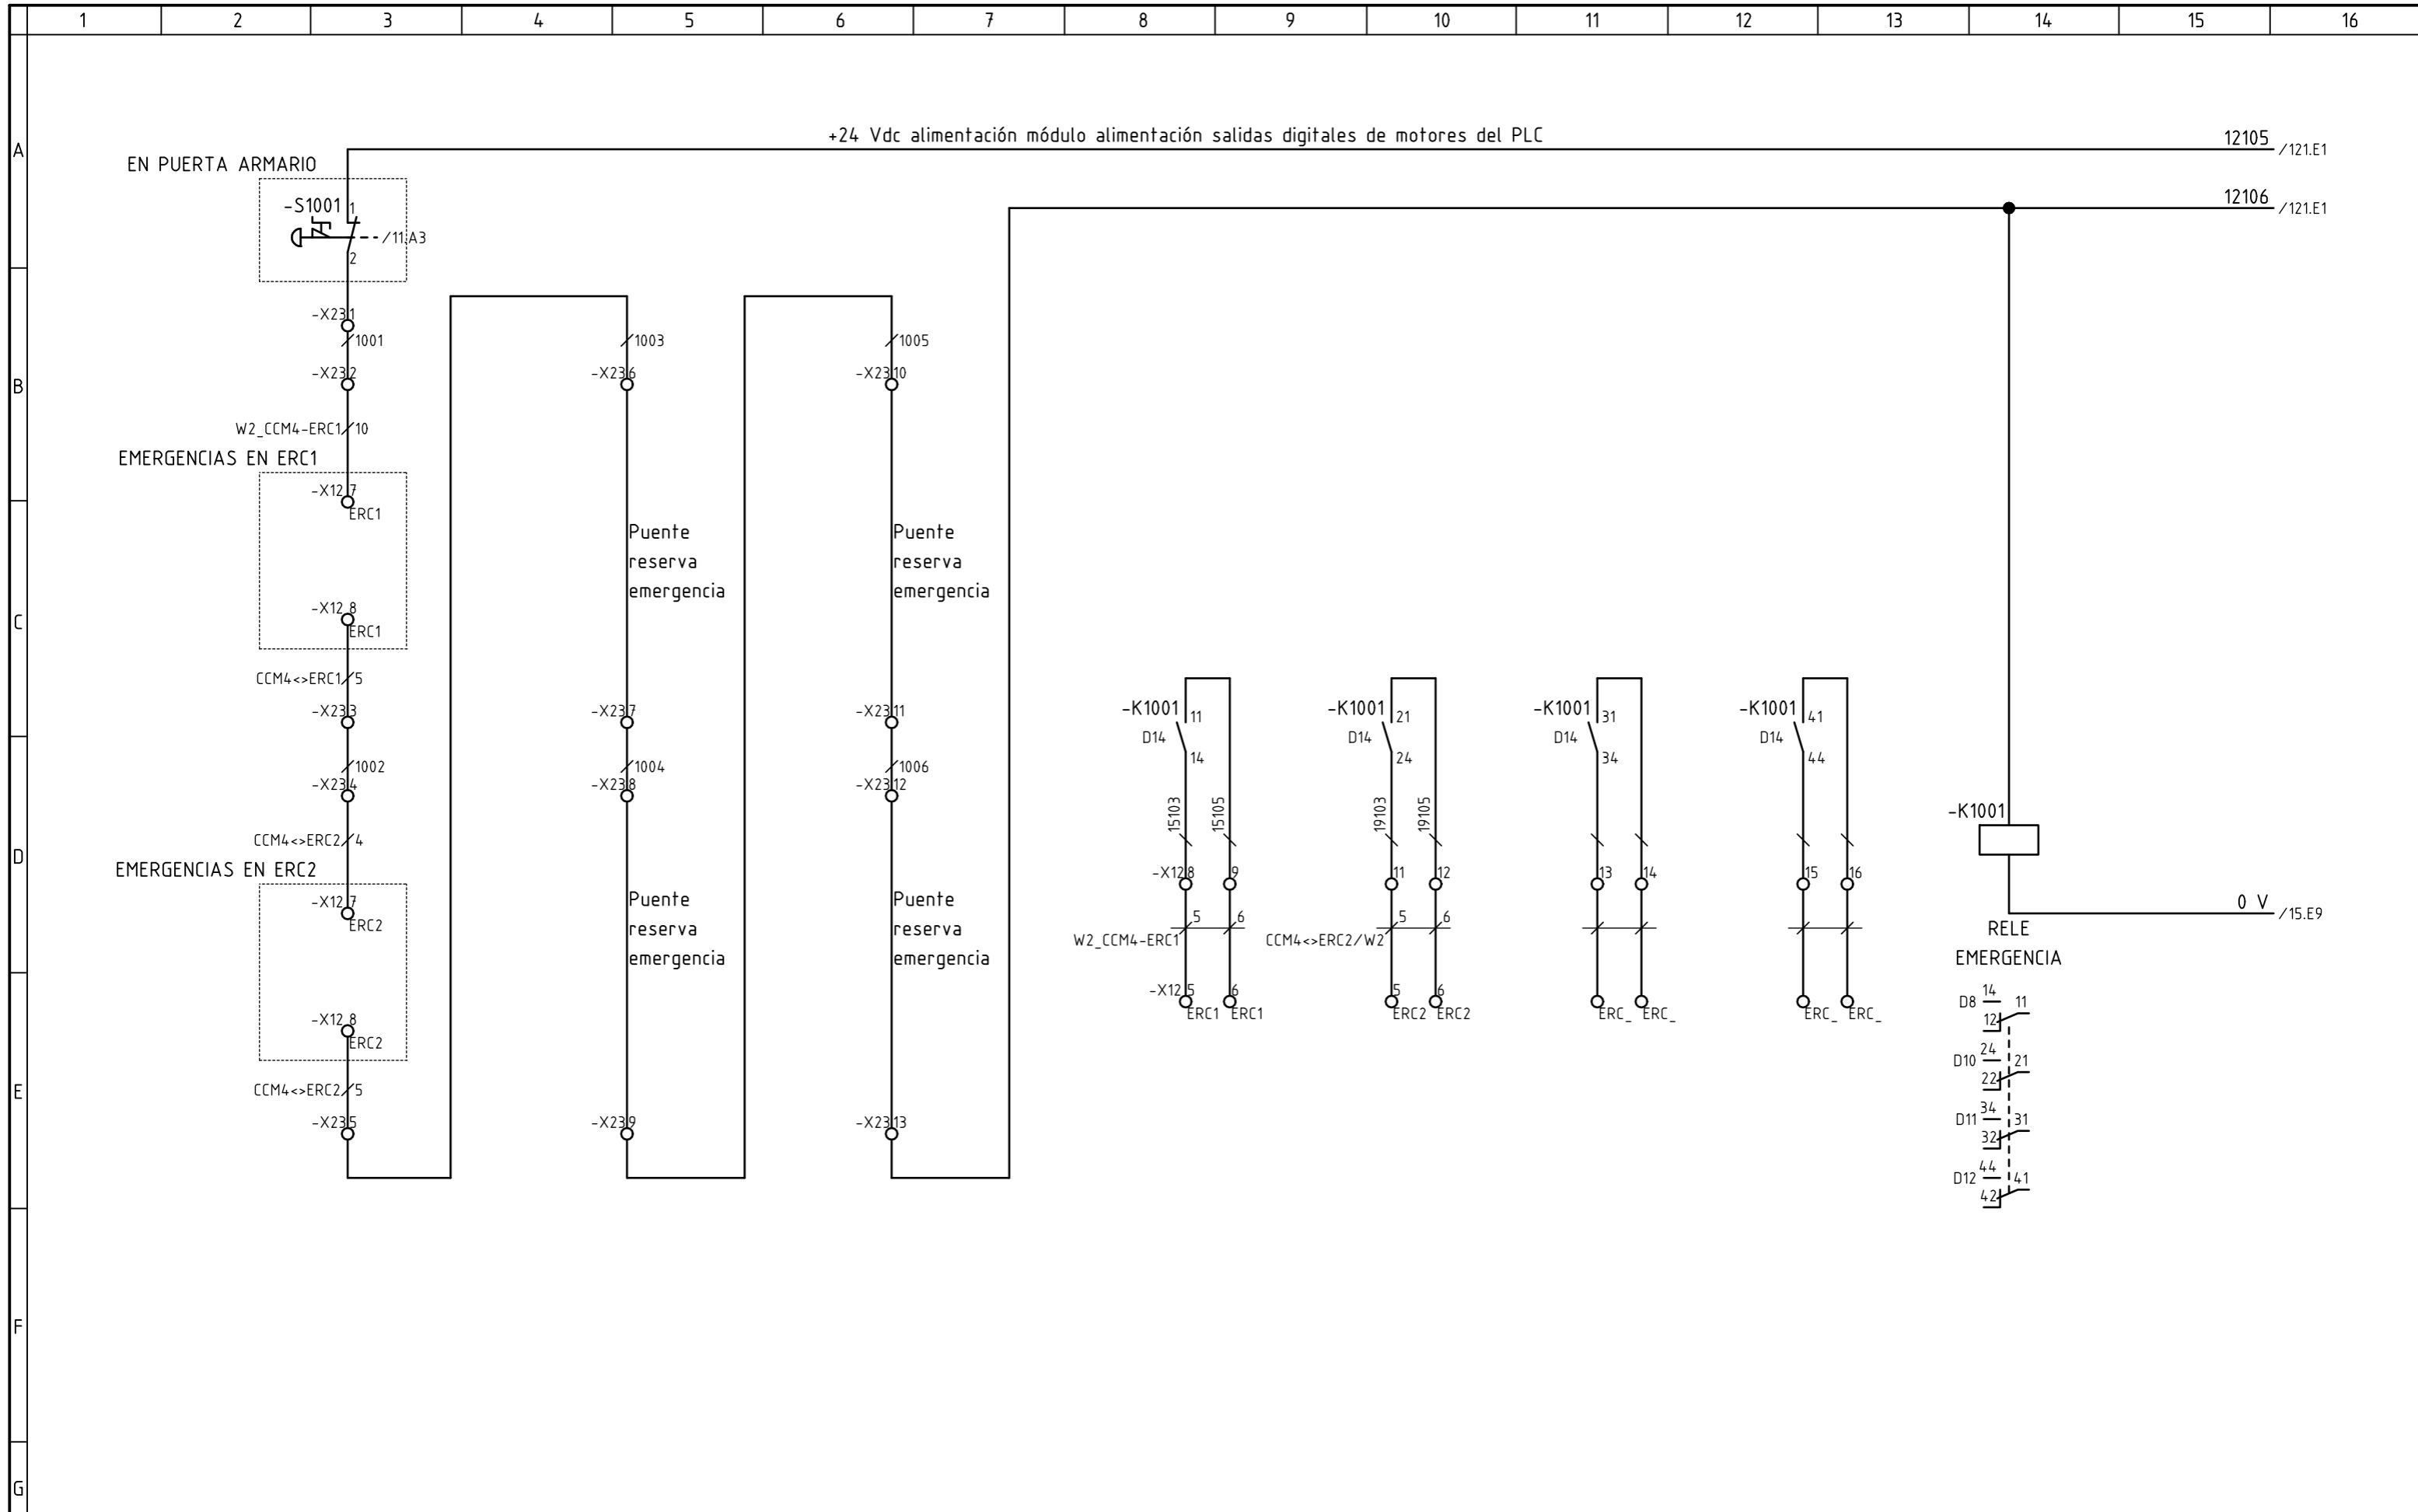 1 2 3 4 5 6 7 8 9 10 11 12 13 14 15 16
A
+24 Vdc alimentación módulo alimentación salidas digitales de motores del PLC
12105
/121.E1
EN PUERTA ARMARIO
12106
/121.E1
-S1001
1
/11.A3
2
-X23 1
1001
1003
1005
B
-X23 2
-X23 6
-X23 10
W2_CCM4-ERC1
10
EMERGENCIAS EN ERC1
-X12 7
ERC1
Puente
reserva
emergencia
Puente
reserva
emergencia
C
-X12 8
ERC1
CCM4<>ERC1
5
-X23 3
-X23 7
-X23 11
-K1001
11
D14
14
-K1001
21
D14
24
-K1001
31
D14
34
-K1001
41
D14
44
1002
1004
1006
-X23 4
-X23 8
-X23 12
15103
15105
19103
19105
-K1001
CCM4<>ERC2
4
D
EMERGENCIAS EN ERC2
-X12 8
9
11
12
13
14
15
16
-X12 7
ERC2
Puente
reserva
emergencia
Puente
reserva
emergencia
5
6
W2_CCM4-ERC1
5
6
CCM4<>ERC2/W2
0 V
/15.E9
RELE
EMERGENCIA
-X12 5
ERC1
6
ERC1
5
ERC2
6
ERC2
ERC_
ERC_
ERC_
ERC_
-X12 8
ERC2
D8
14
11
12
D10
24
21
22
D11
34
31
32
D12
44
41
42
E
CCM4<>ERC2
5
-X23 5
-X23 9
-X23 13
F
G